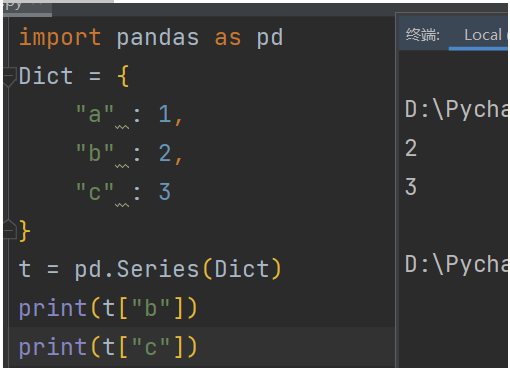 py
import pandas as pd
Dict = {
"a" : 1,
"b" : 2,
"c" : 3
}
t = pd.Series(Dict)
print(t["b"])
print(t["c"])
终端: Local
D:\Pycha
2
3
D:\Pycha